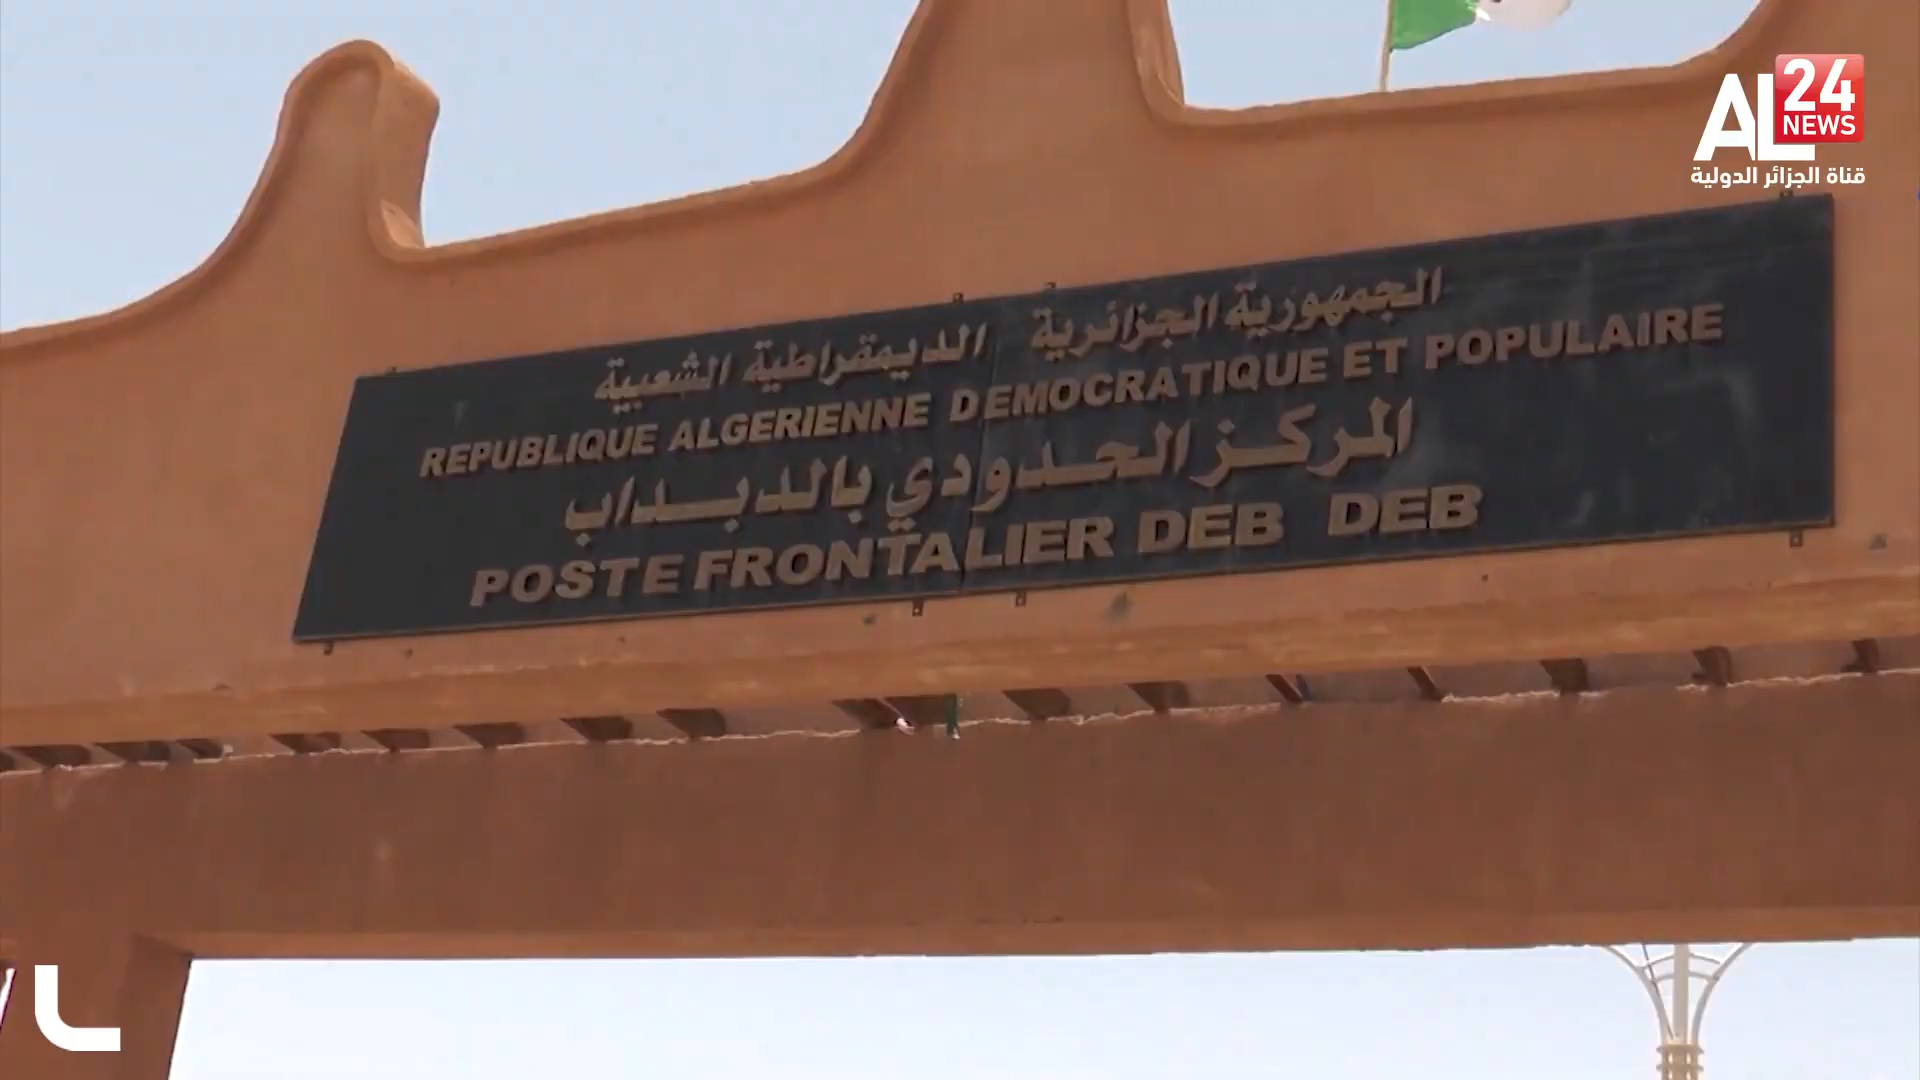 AL
24
NEWS
قناة الجزائر الدولية
الجمهورية الجزائرية الديمقراطية الشعبية
REPUBLIQUE ALGERIENNE DEMOCRATIQUE ET POPULAIRE
المركز الحدودي بالدبداب
POSTE FRONTALIER DEB DEB